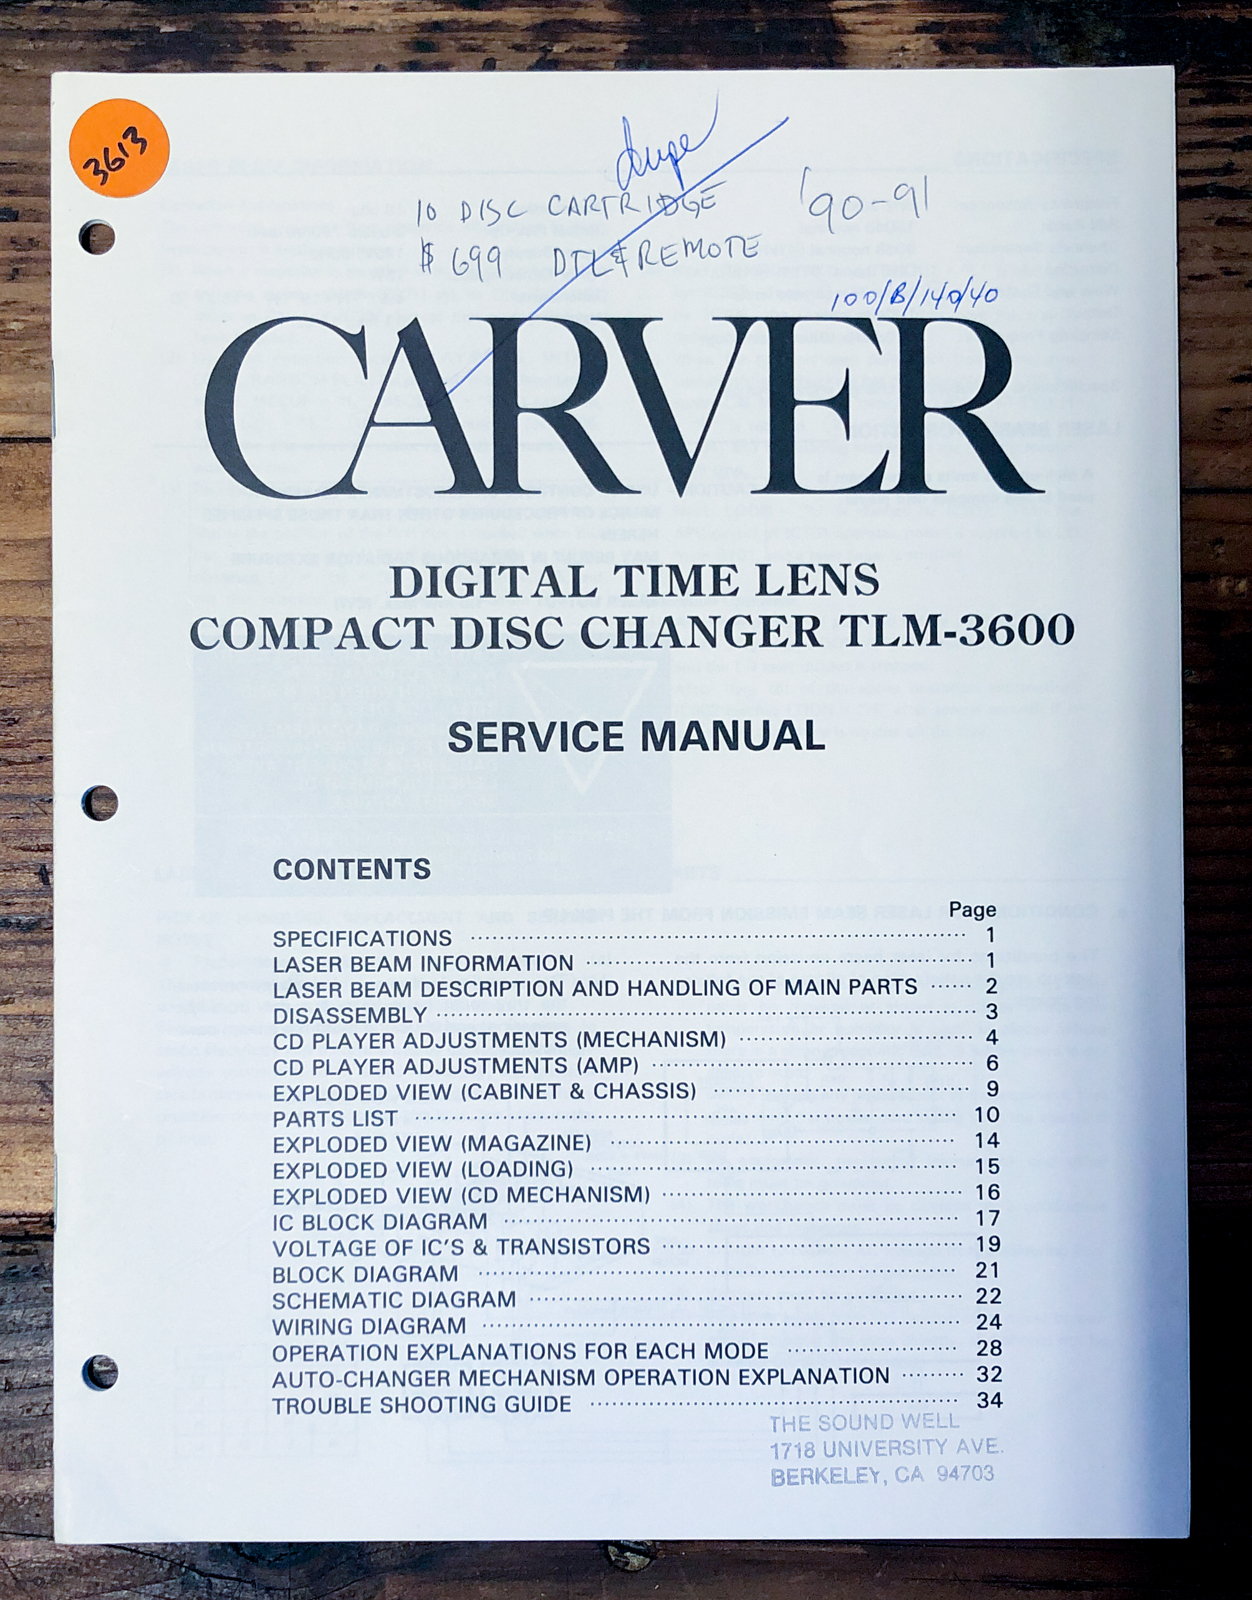 3613
dupe
10 DISC CARTRIDGE '90-91
$699 DTL & REMOTE
100/B/140/40
CARVER
DIGITAL TIME LENS
COMPACT DISC CHANGER TLM-3600
SERVICE MANUAL
CONTENTS
Page
SPECIFICATIONS 1
LASER BEAM INFORMATION 1
LASER BEAM DESCRIPTION AND HANDLING OF MAIN PARTS 2
DISASSEMBLY 3
CD PLAYER ADJUSTMENTS (MECHANISM) 4
CD PLAYER ADJUSTMENTS (AMP) 6
EXPLODED VIEW (CABINET & CHASSIS) 9
PARTS LIST 10
EXPLODED VIEW (MAGAZINE) 14
EXPLODED VIEW (LOADING) 15
EXPLODED VIEW (CD MECHANISM) 16
IC BLOCK DIAGRAM 17
VOLTAGE OF IC'S & TRANSISTORS 19
BLOCK DIAGRAM 21
SCHEMATIC DIAGRAM 22
WIRING DIAGRAM 24
OPERATION EXPLANATIONS FOR EACH MODE 28
AUTO-CHANGER MECHANISM OPERATION EXPLANATION 32
TROUBLE SHOOTING GUIDE 34
THE SOUND WELL
1718 UNIVERSITY AVE.
BERKELEY, CA 94703